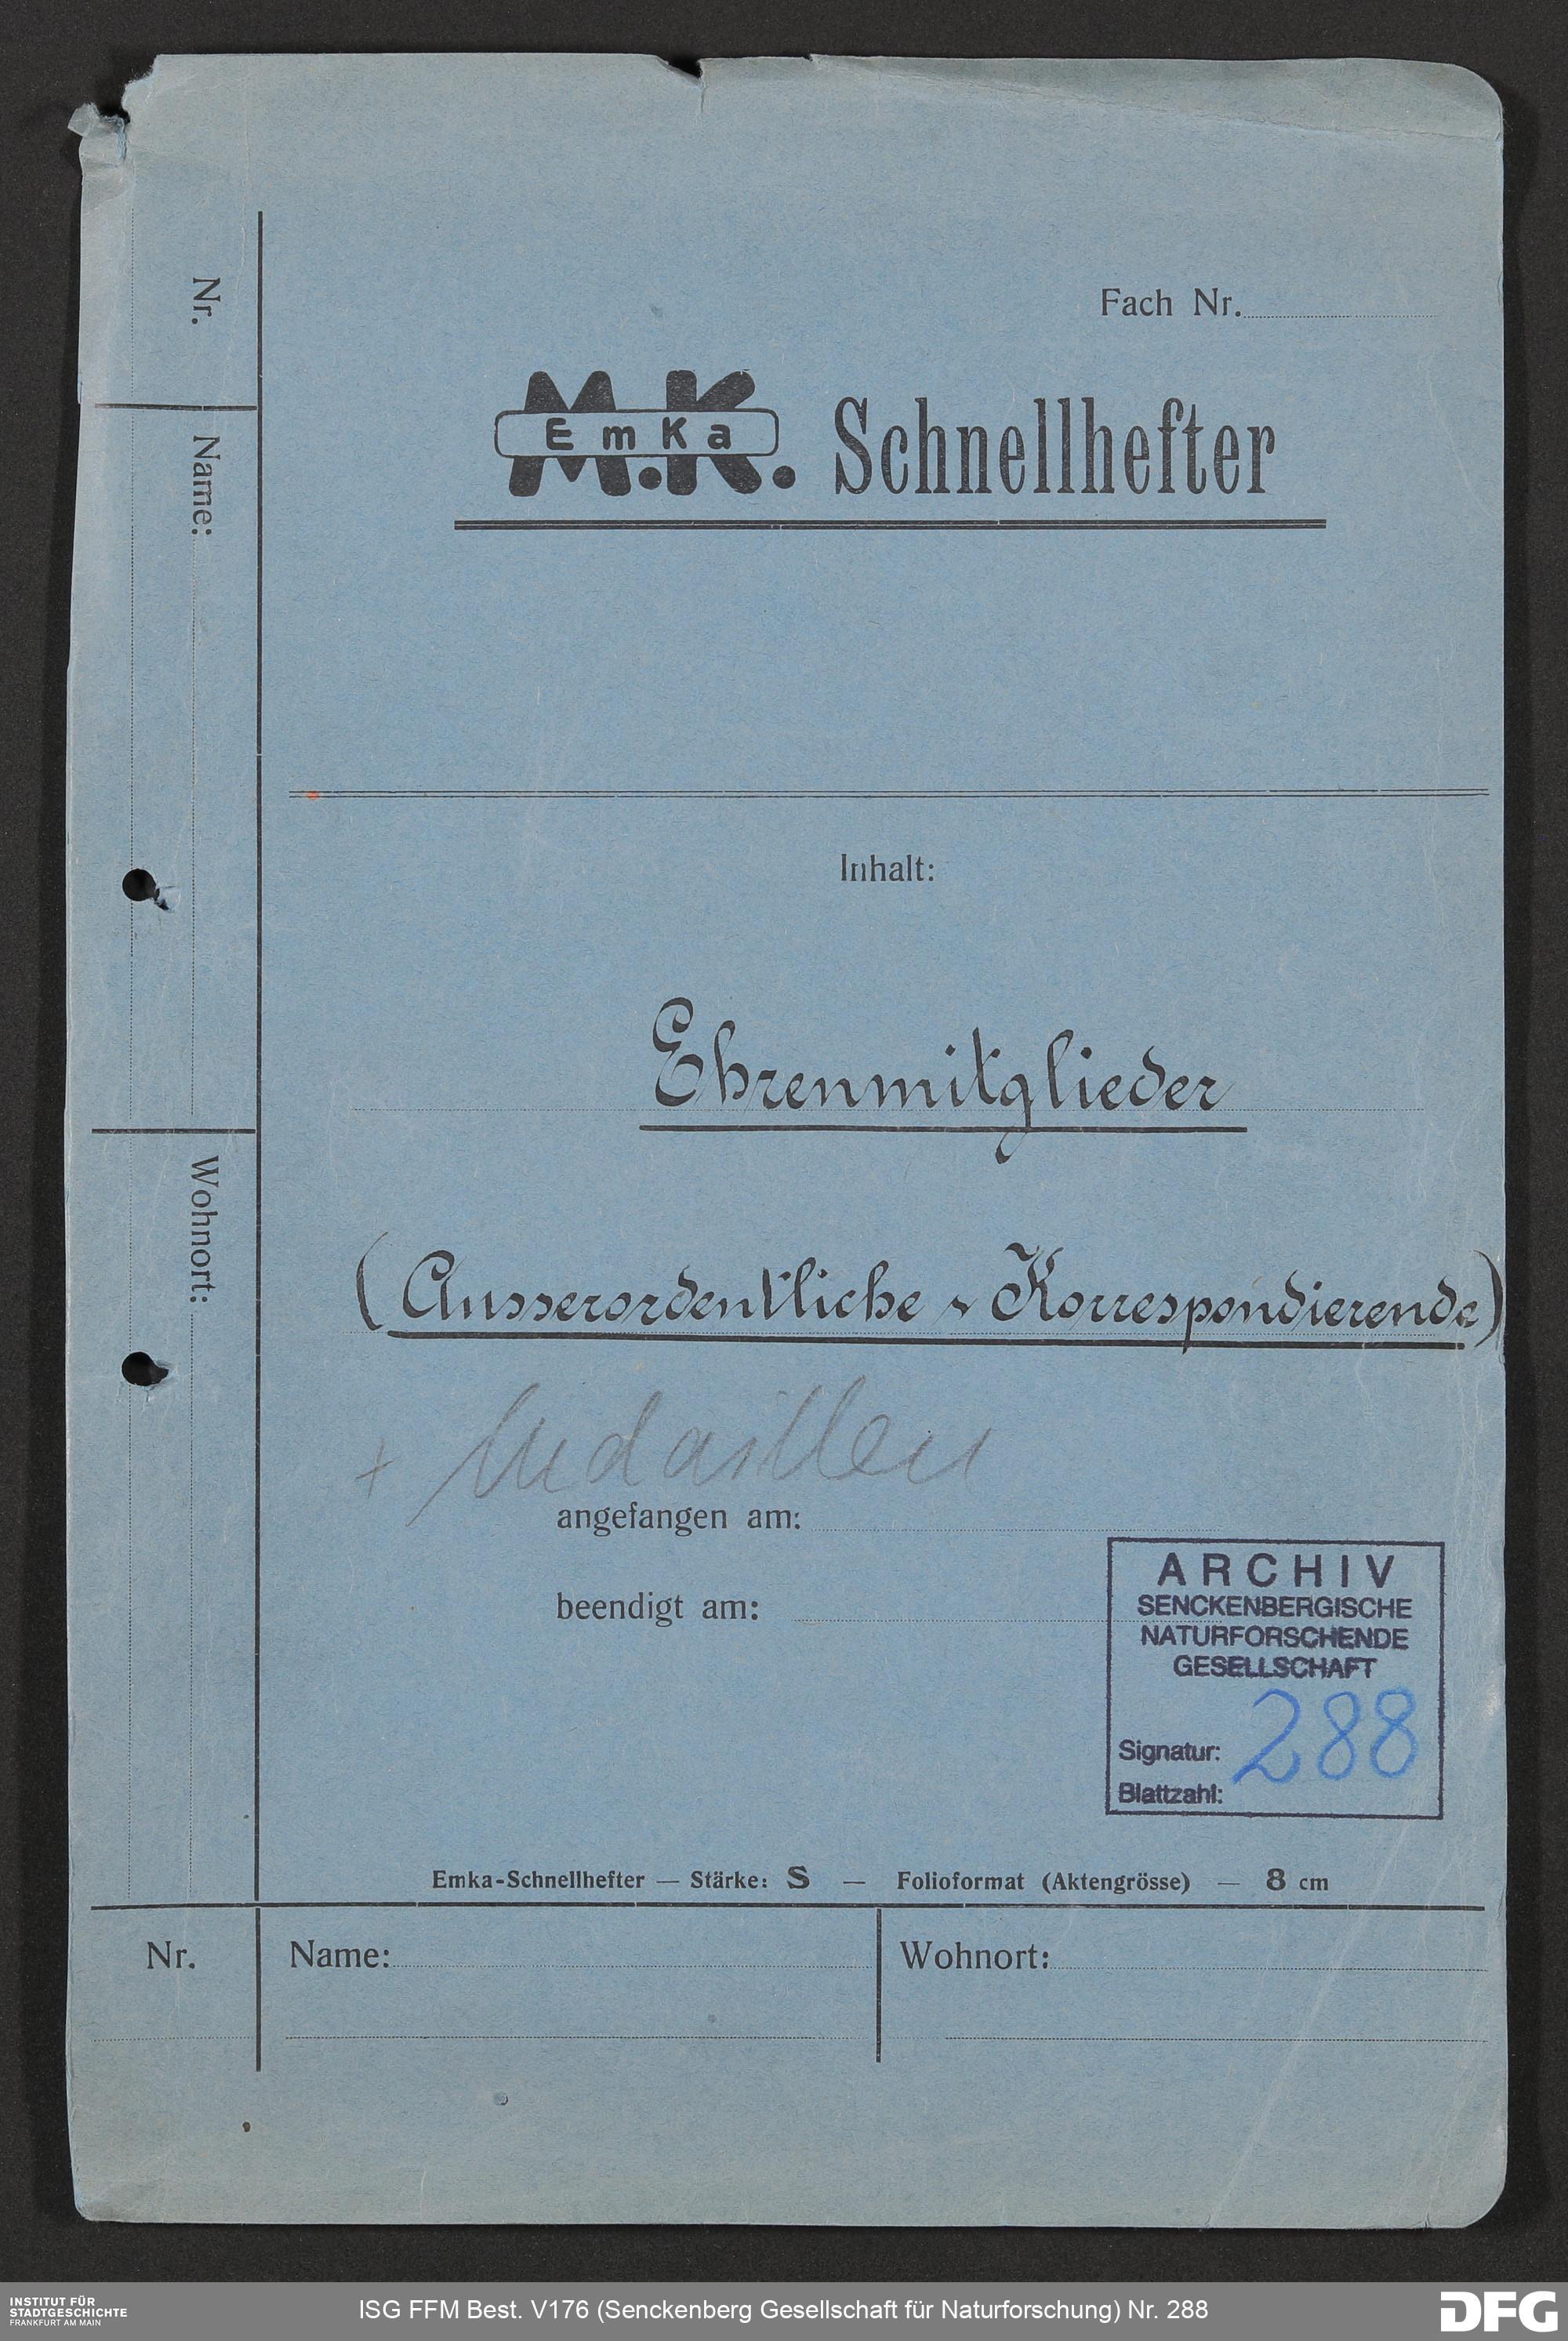 Fach Nr.
M.K.
EmKa
Schnellhefter
Nr.
Name:
Wohnort:
Inhalt:
Ehrenmitglieder
(Ausserordentliche u Korrespondierende)
+ Medaillen
angefangen am:
beendigt am:
ARCHIV
SENCKENBERGISCHE
NATURFORSCHENDE
GESELLSCHAFT
Signatur: 288
Blattzahl:
Emka-Schnellhefter — Stärke: S — Folioformat (Aktengrösse) — 8 cm
Nr. Name: Wohnort:
INSTITUT FÜR
STADTGESCHICHTE
FRANKFURT AM MAIN
ISG FFM Best. V176 (Senckenberg Gesellschaft für Naturforschung) Nr. 288
DFG